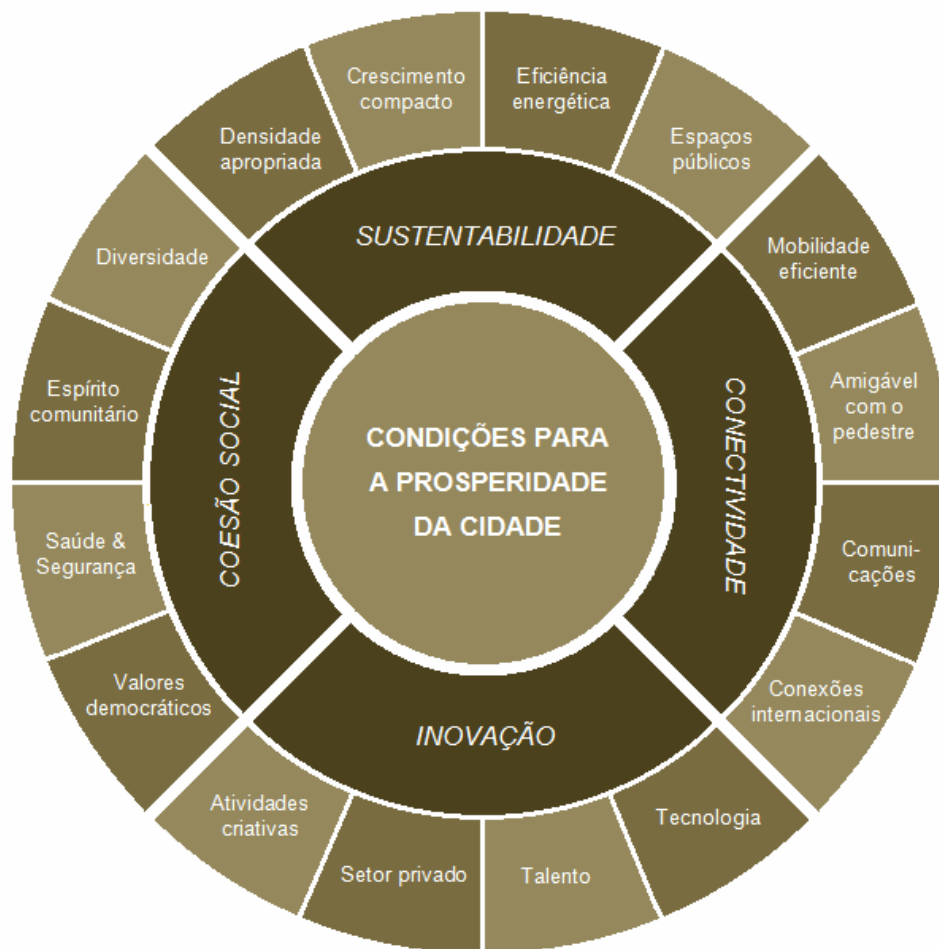 Crescimento
compacto
Eficiência
energética
Densidade
apropriada
Espaços
públicos
SUSTENTABILIDADE
Diversidade
Mobilidade
eficiente
Espírito
comunitário
Amigável
com o
pedestre
COESÃO SOCIAL
CONDIÇÕES PARA
A PROSPERIDADE
DA CIDADE
CONECTIVIDADE
Saúde &
Segurança
Comuni-
cações
Valores
democráticos
Conexões
internacionais
INOVAÇÃO
Atividades
criativas
Tecnologia
Setor privado
Talento